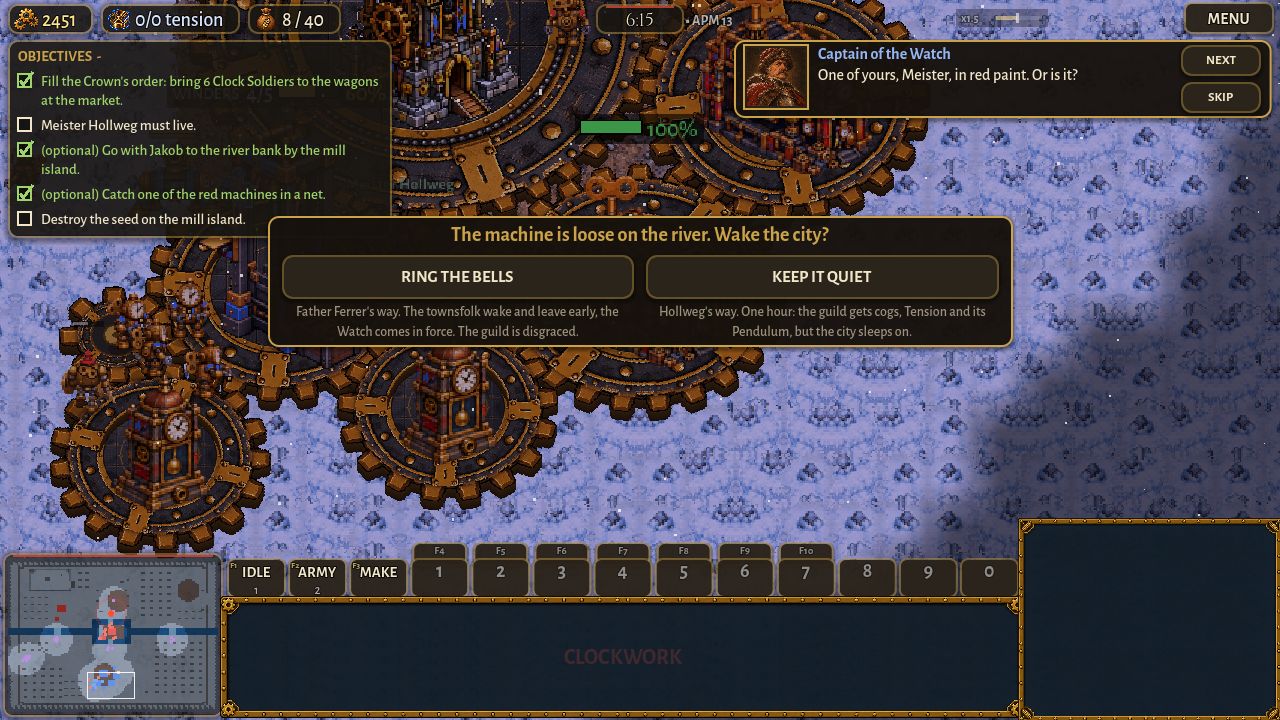 2451
0/0 tension
8 / 40
6:15
• APM 13
x1.5
MENU
OBJECTIVES -
Fill the Crown's order: bring 6 Clock Soldiers to the wagons
at the market.
Meister Hollweg must live.
(optional) Go with Jakob to the river bank by the mill
island.
(optional) Catch one of the red machines in a net.
Destroy the seed on the mill island.
Captain of the Watch
One of yours, Meister, in red paint. Or is it?
NEXT
SKIP
100%
Hollweg
The machine is loose on the river. Wake the city?
RING THE BELLS
KEEP IT QUIET
Father Ferrer's way. The townsfolk wake and leave early, the
Watch comes in force. The guild is disgraced.
Hollweg's way. One hour: the guild gets cogs, Tension and its
Pendulum, but the city sleeps on.
F4
F5
F6
F7
F8
F9
F10
F1 IDLE
1
F2 ARMY
2
F3 MAKE
1
2
3
4
5
6
7
8
9
0
CLOCKWORK